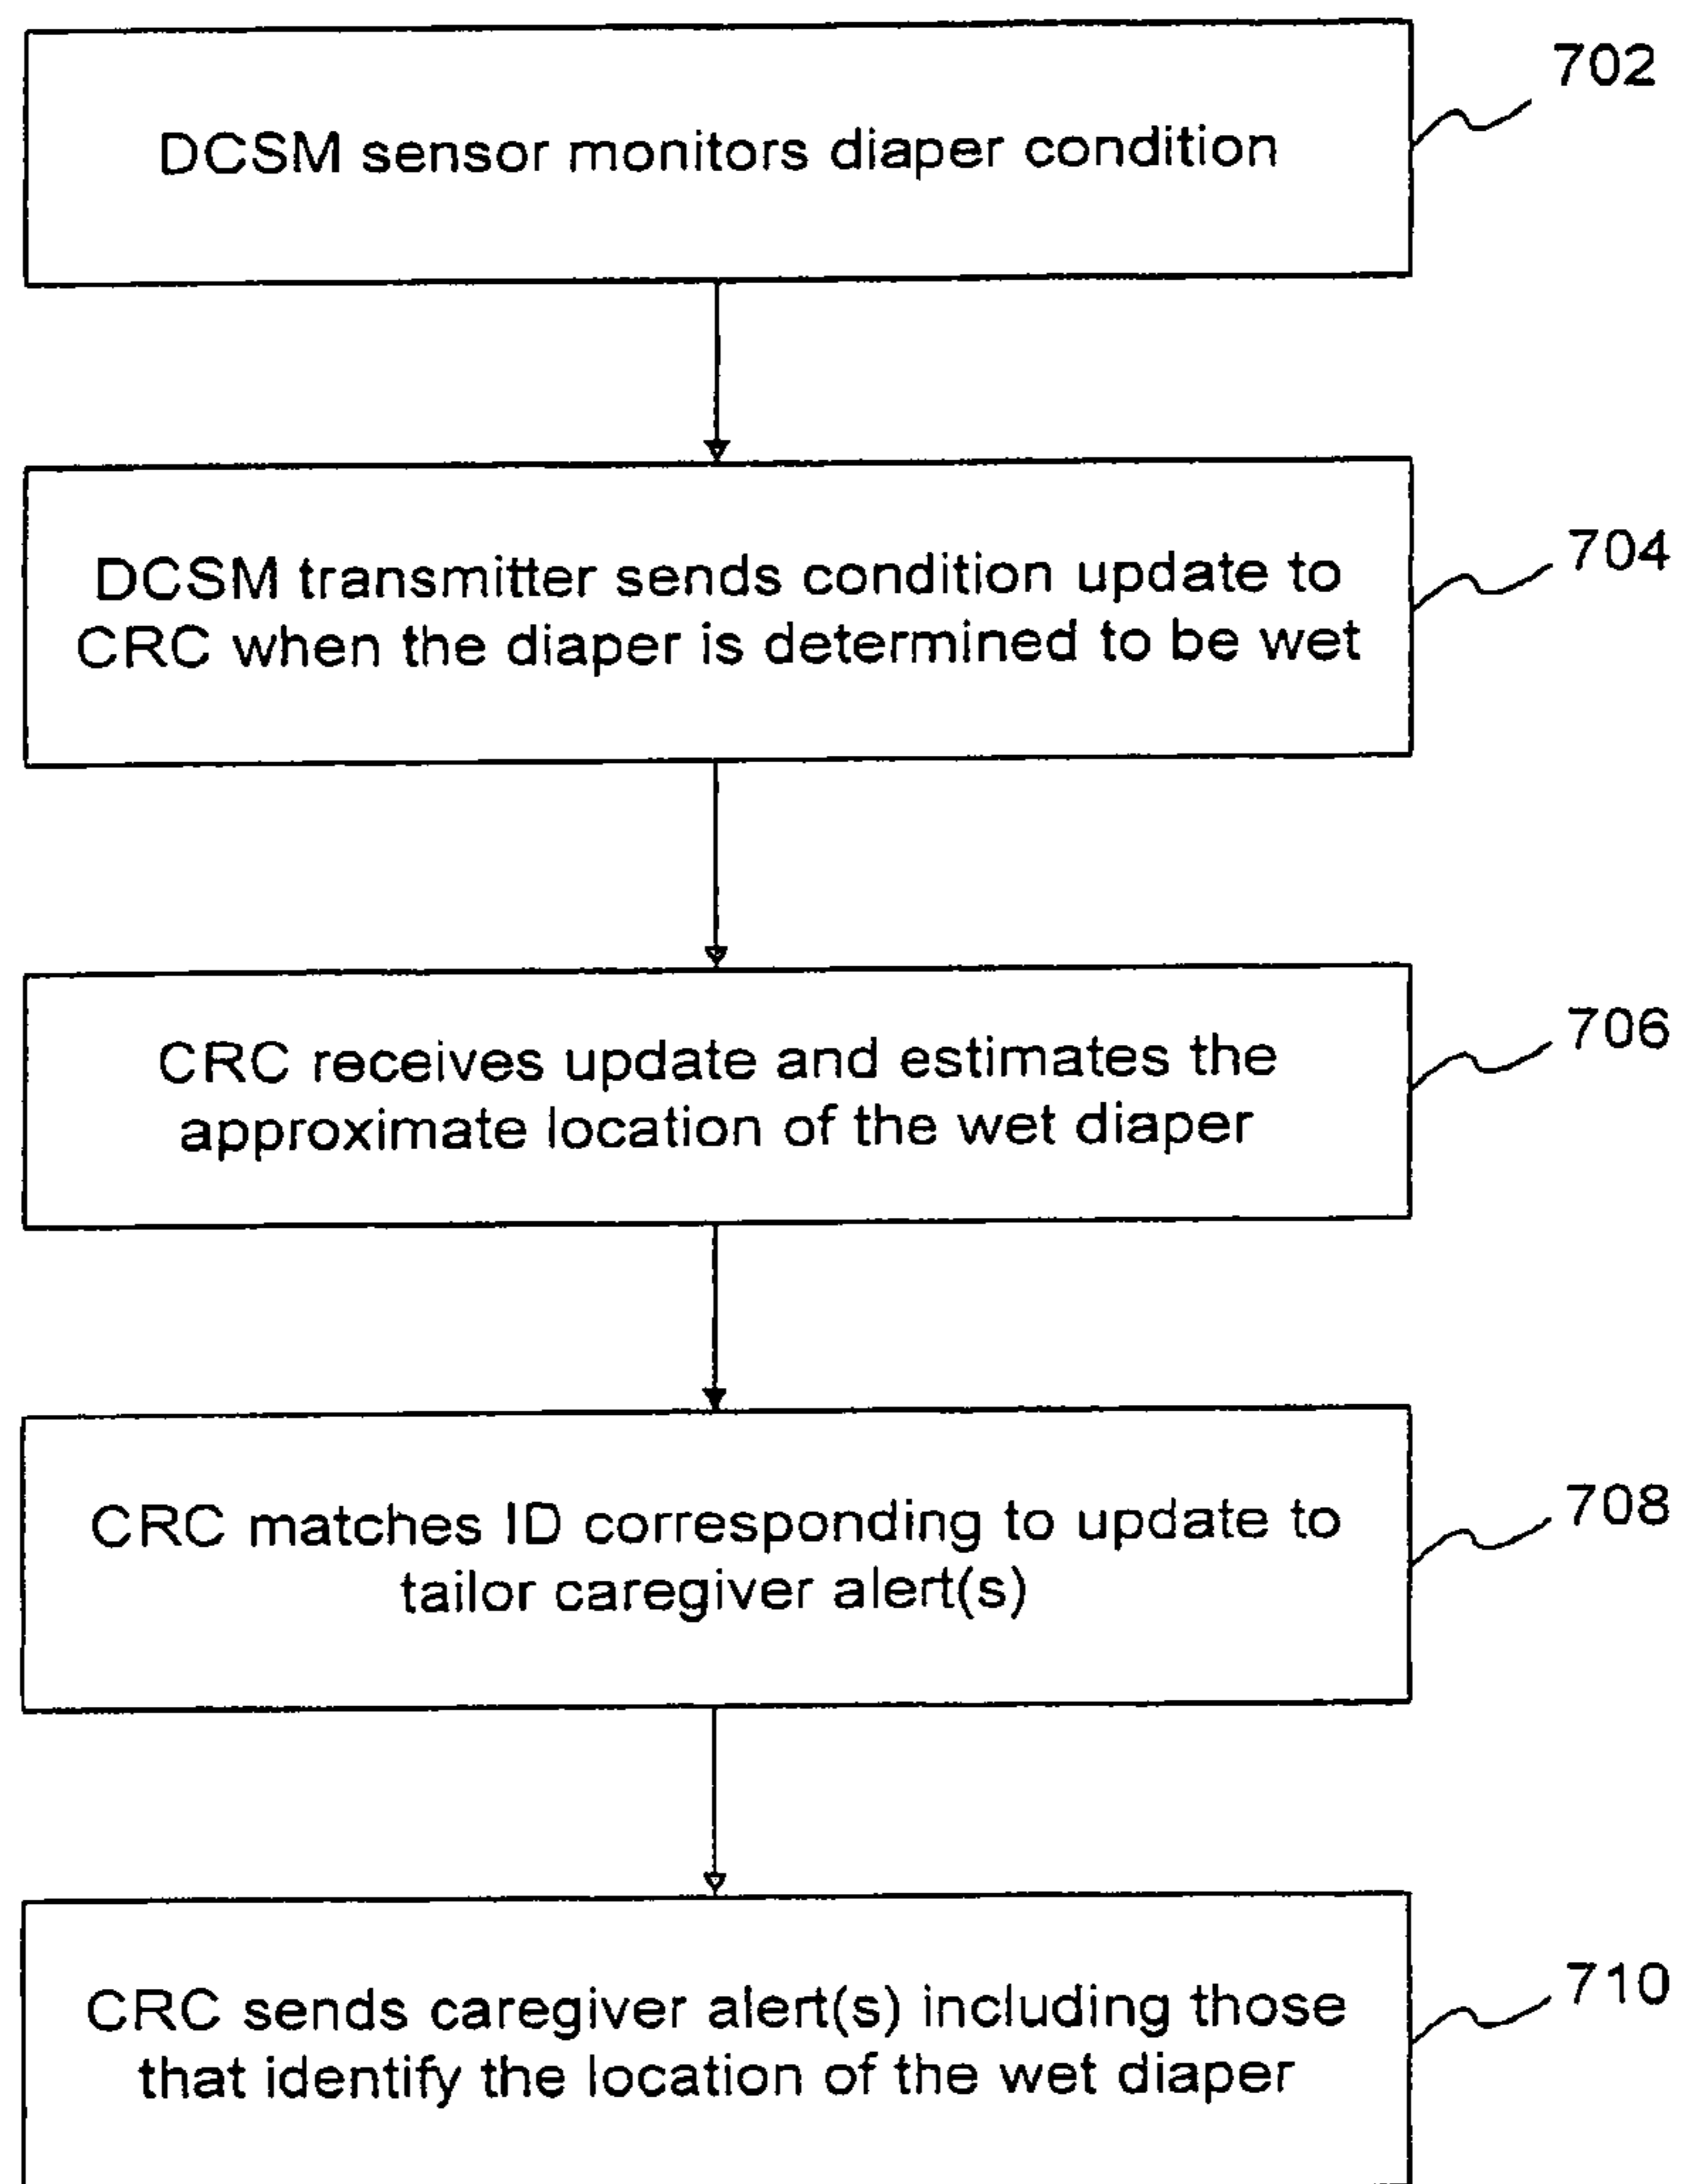 702
DCSM sensor monitors diaper condition
704
DCSM transmitter sends condition update to
CRC when the diaper is determined to be wet
706
CRC receives update and estimates the
approximate location of the wet diaper
708
CRC matches ID corresponding to update to
tailor caregiver alert(s)
710
CRC sends caregiver alert(s) including those
that identify the location of the wet diaper